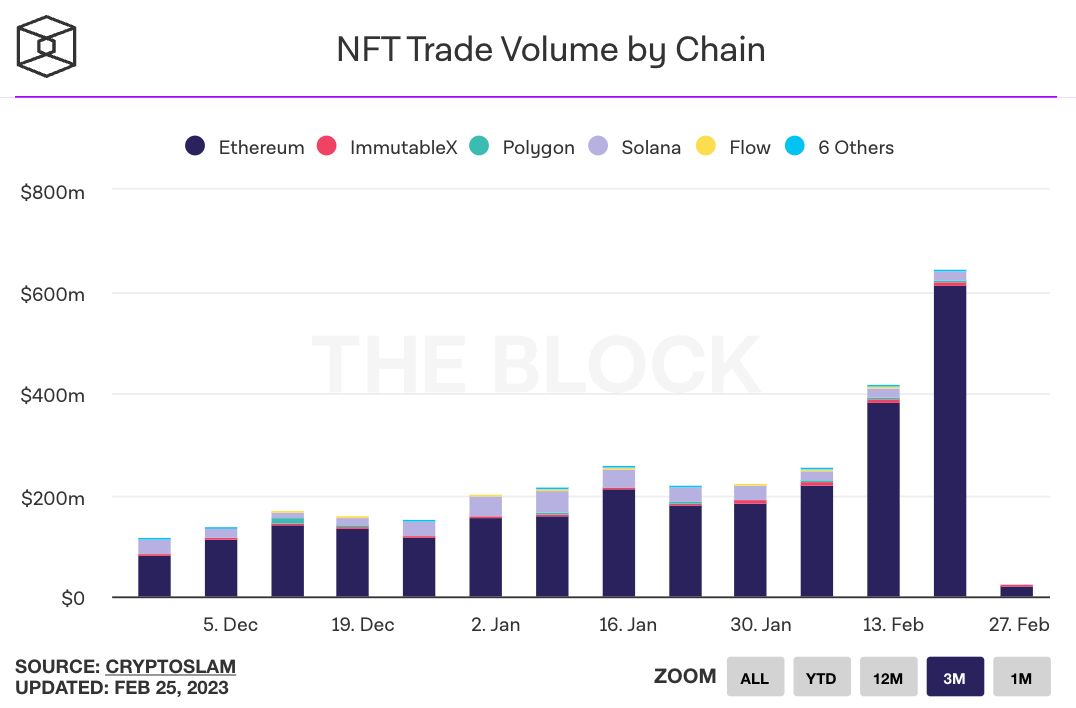 NFT Trade Volume by Chain
Ethereum ImmutableX Polygon Solana Flow 6 Others
$800m
$600m
THE BLOCK
$400m
$200m
$0
5. Dec 19. Dec 2. Jan 16. Jan 30. Jan 13. Feb 27. Feb
SOURCE: CRYPTOSLAM
UPDATED: FEB 25, 2023
ZOOM ALL YTD 12M 3M 1M